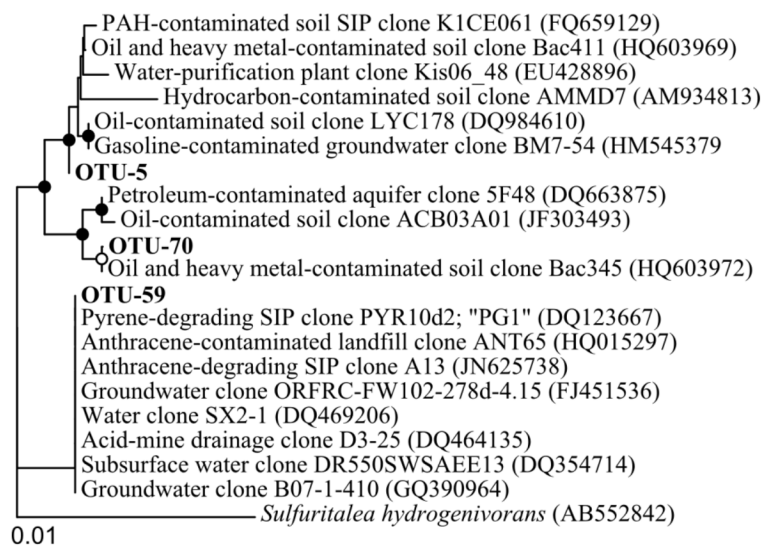 PAH-contaminated soil SIP clone K1CE061 (FQ659129)
Oil and heavy metal-contaminated soil clone Bac411 (HQ603969)
Water-purification plant clone Kis06_48 (EU428896)
Hydrocarbon-contaminated soil clone AMMD7 (AM934813)
Oil-contaminated soil clone LYC178 (DQ984610)
Gasoline-contaminated groundwater clone BM7-54 (HM545379
OTU-5
Petroleum-contaminated aquifer clone 5F48 (DQ663875)
Oil-contaminated soil clone ACB03A01 (JF303493)
OTU-70
Oil and heavy metal-contaminated soil clone Bac345 (HQ603972)
OTU-59
Pyrene-degrading SIP clone PYR10d2; "PG1" (DQ123667)
Anthracene-contaminated landfill clone ANT65 (HQ015297)
Anthracene-degrading SIP clone A13 (JN625738)
Groundwater clone ORFRC-FW102-278d-4.15 (FJ451536)
Water clone SX2-1 (DQ469206)
Acid-mine drainage clone D3-25 (DQ464135)
Subsurface water clone DR550SWSAEE13 (DQ354714)
Groundwater clone B07-1-410 (GQ390964)
Sulfuritalea hydrogenivorans (AB552842)
0.01